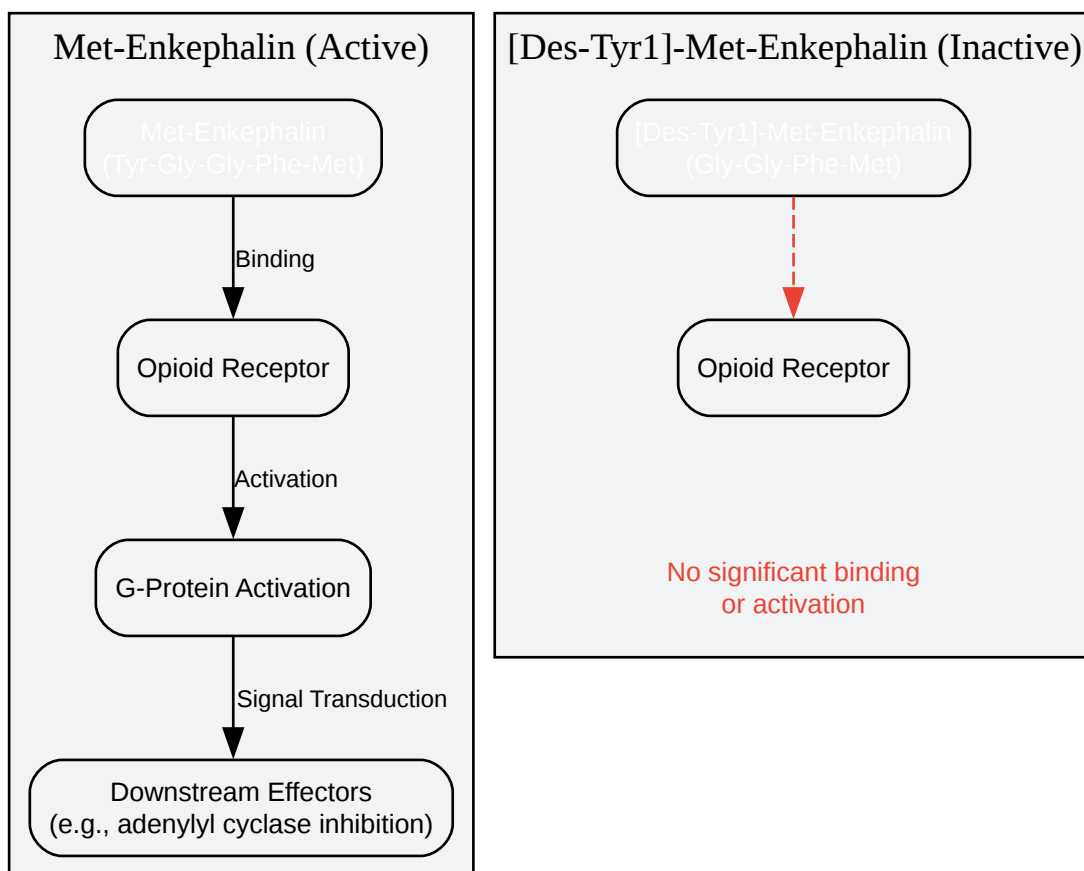 Met-Enkephalin (Active)
Met-Enkephalin
(Tyr-Gly-Gly-Phe-Met)
Binding
Opioid Receptor
Activation
G-Protein Activation
Signal Transduction
Downstream Effectors
(e.g., adenylyl cyclase inhibition)
[Des-Tyr1]-Met-Enkephalin (Inactive)
[Des-Tyr1]-Met-Enkephalin
(Gly-Gly-Phe-Met)
Opioid Receptor
No significant binding
or activation